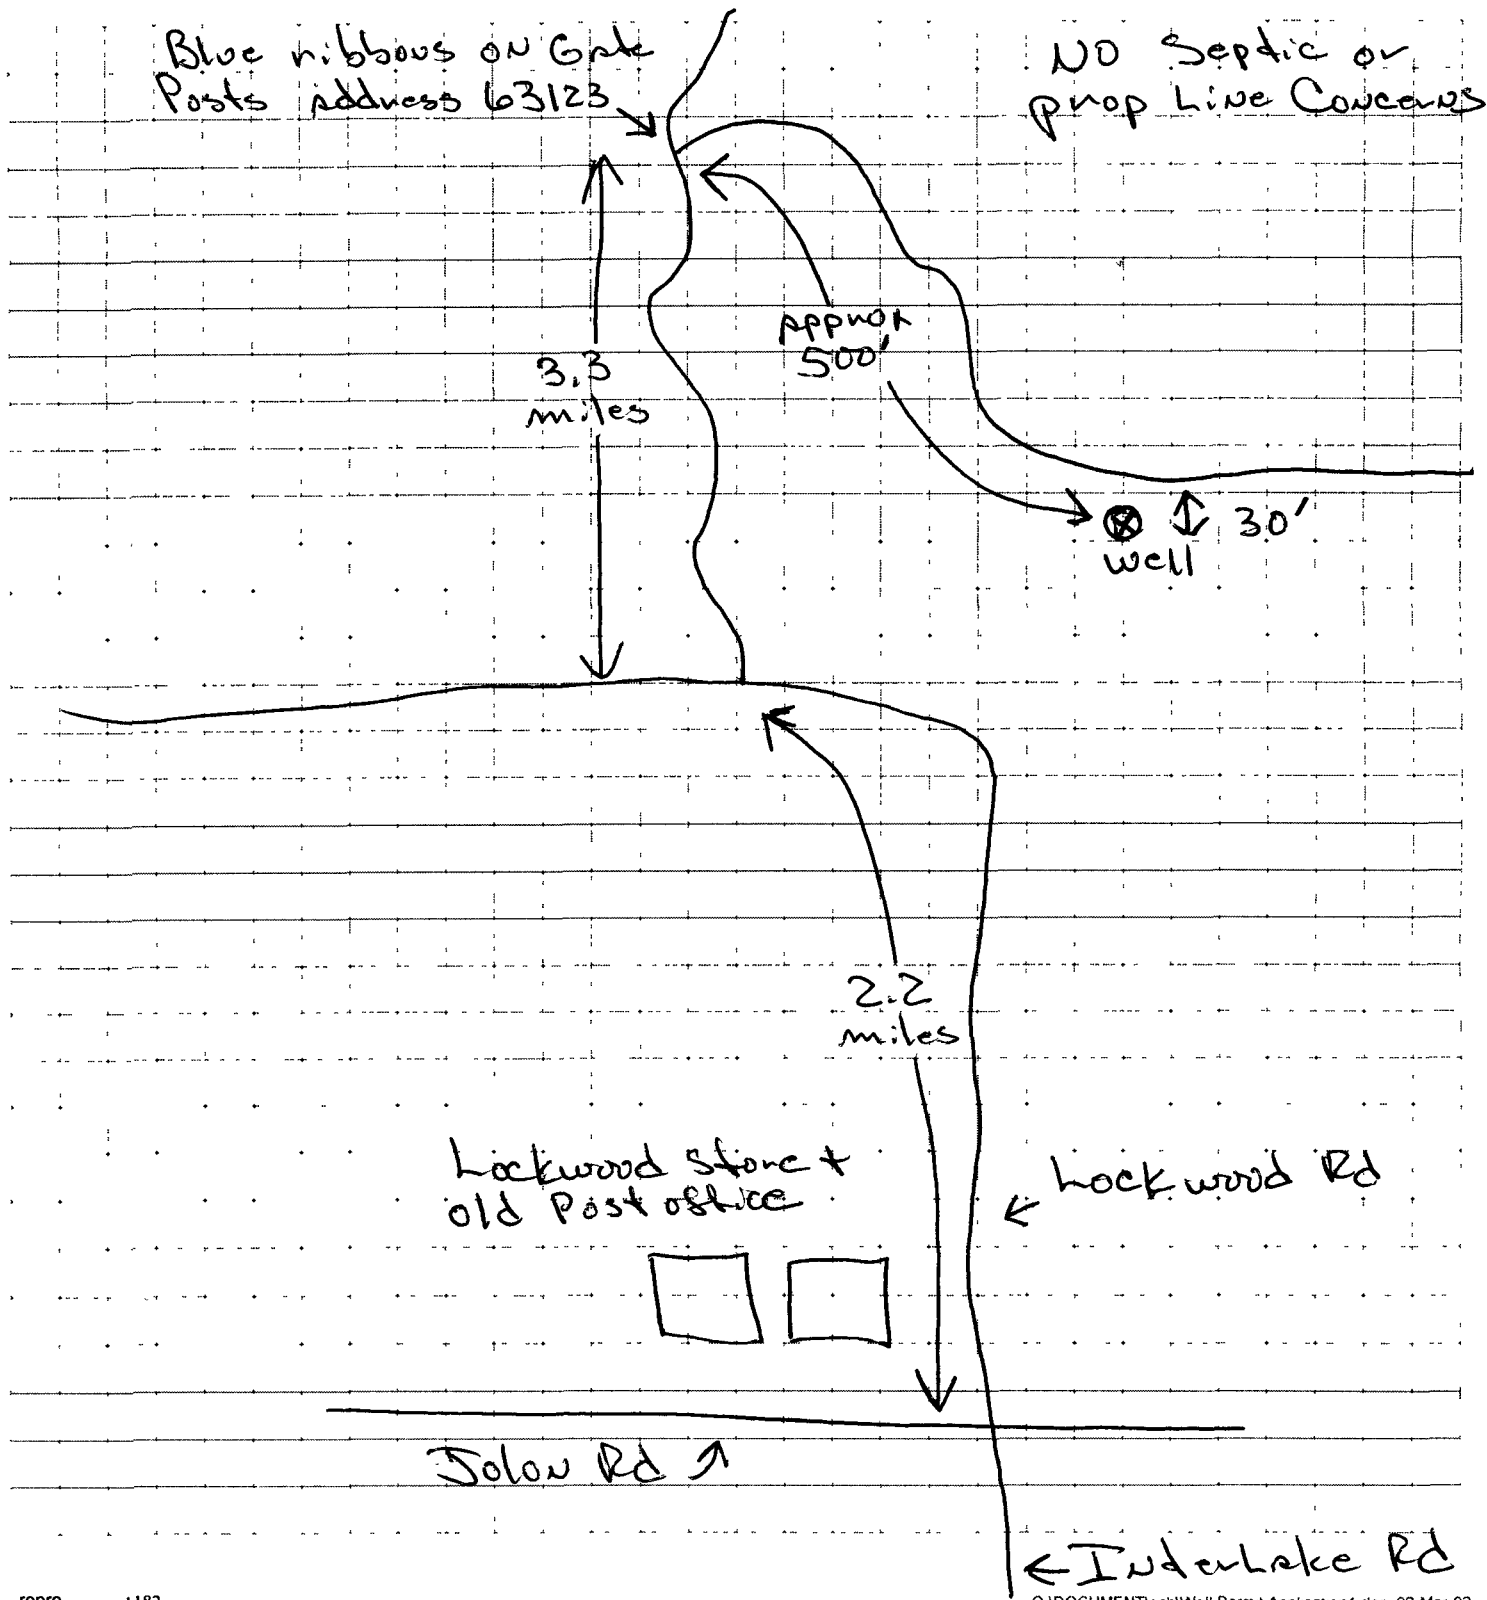 Blue ribbons on Gate
Posts address 63123
No Septic or
prop Line Concerns
approx
500'
3.3
miles
30'
well
2.2
miles
Lockwood Store +
old Post office
Lockwood Rd
Jolon Rd
InderLake Rd